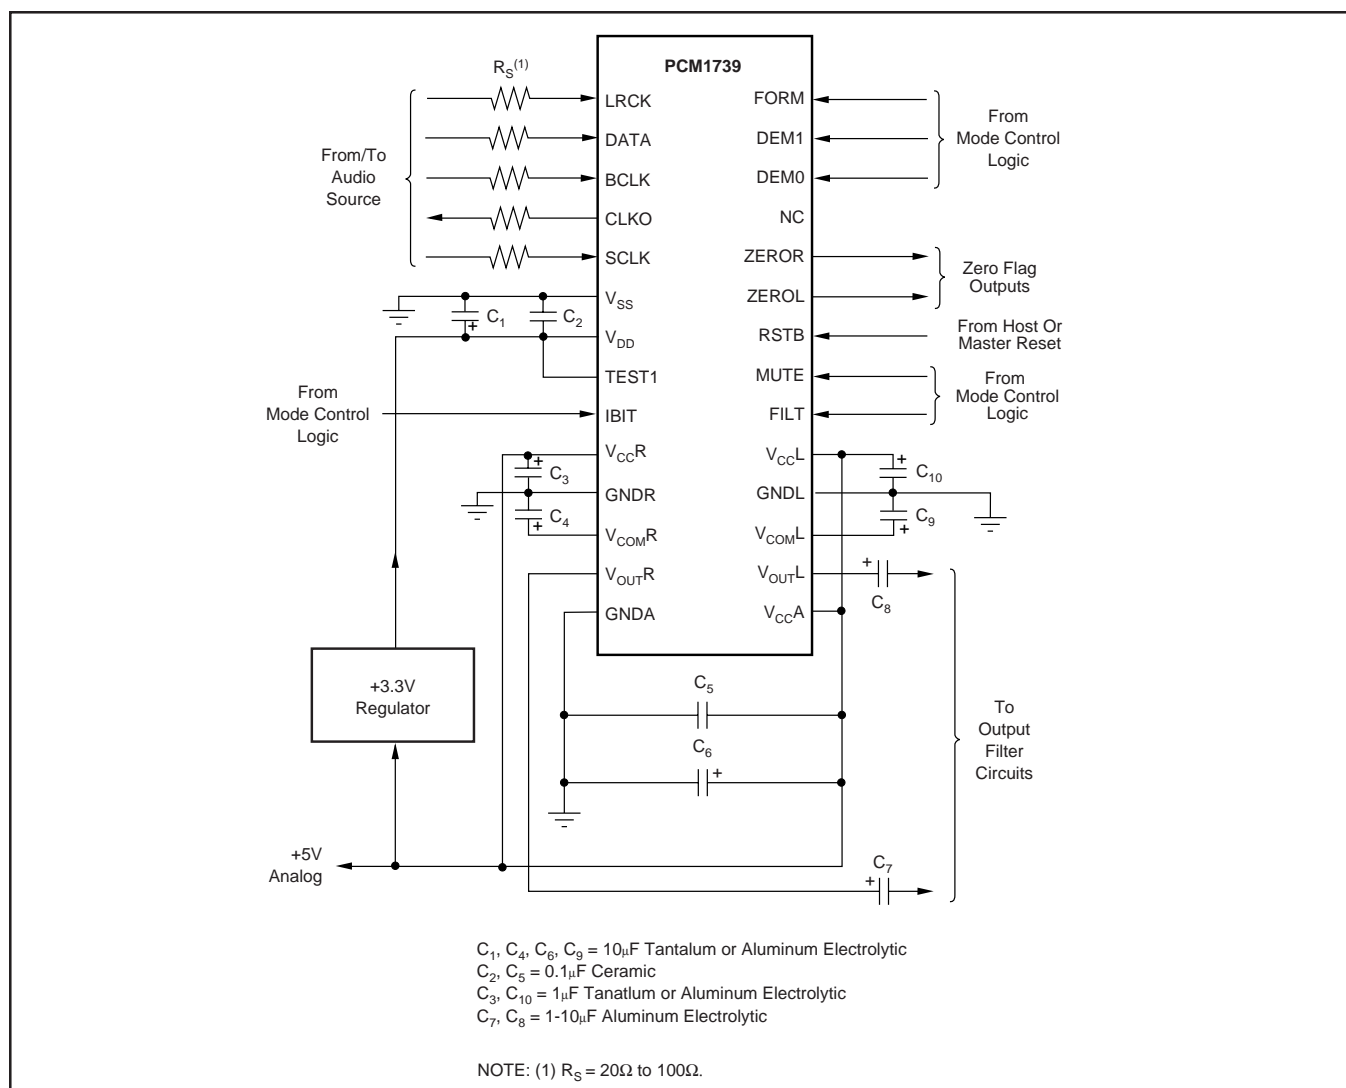 PCM1739
R_S(1)
LRCK
DATA
BCLK
CLKO
SCLK
V_SS
V_DD
TEST1
IBIT
V_CCR
GNDR
V_COMR
V_OUTR
GNDA
FORM
DEM1
DEM0
NC
ZEROR
ZEROL
RSTB
MUTE
FILT
V_CCL
GNDL
V_COML
V_OUTL
V_CCA
From/To
Audio
Source
C_1
+
C_2
From
Mode Control
Logic
C_3
+
C_4
+
+3.3V
Regulator
+5V
Analog
From
Mode Control
Logic
Zero Flag
Outputs
From Host Or
Master Reset
From
Mode Control
Logic
+
C_10
C_9
+
+
C_8
C_5
C_6
+
C_7
+
To
Output
Filter
Circuits
C_1, C_4, C_6, C_9 = 10μF Tantalum or Aluminum Electrolytic
C_2, C_5 = 0.1μF Ceramic
C_3, C_10 = 1μF Tanatlum or Aluminum Electrolytic
C_7, C_8 = 1-10μF Aluminum Electrolytic
NOTE: (1) R_S = 20Ω to 100Ω.